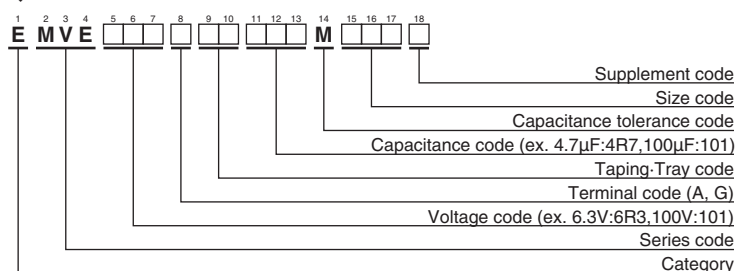 1 2 3 4 5 6 7 8 9 10 11 12 13 14 15 16 17 18
E MVE □□□ □ □□ □□□ M □□□ □
Supplement code
Size code
Capacitance tolerance code
Capacitance code (ex. 4.7μF:4R7,100μF:101)
Taping·Tray code
Terminal code (A, G)
Voltage code (ex. 6.3V:6R3,100V:101)
Series code
Category